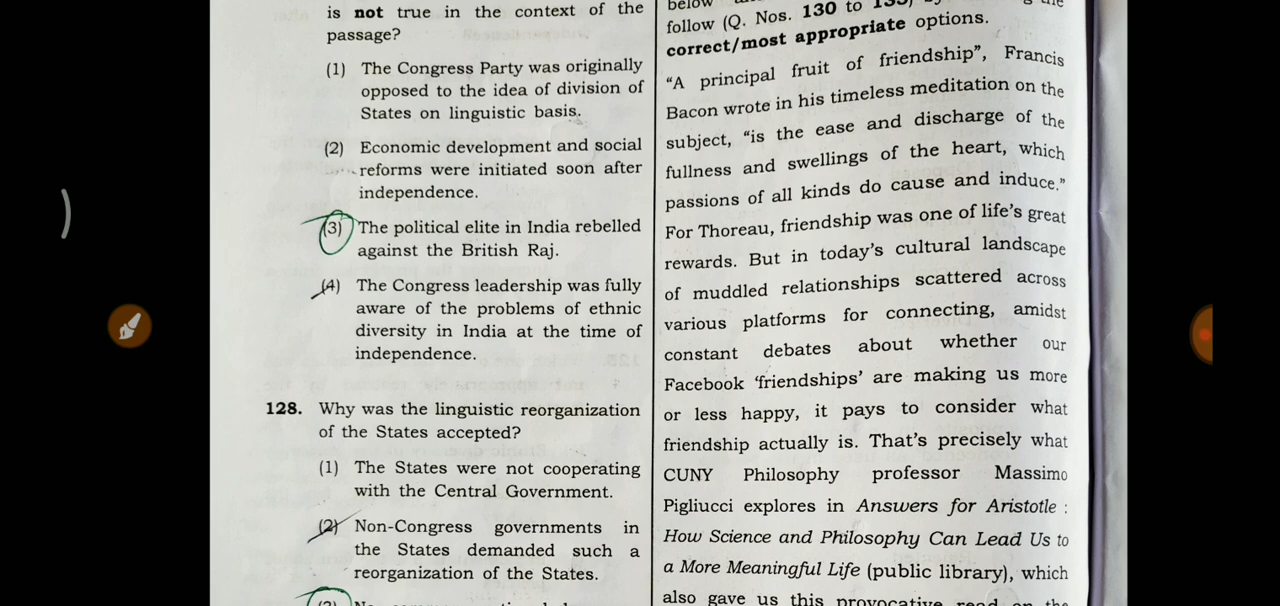 is not true in the context of the
passage?
(1) The Congress Party was originally
opposed to the idea of division of
States on linguistic basis.
(2) Economic development and social
reforms were initiated soon after
independence.
(3) The political elite in India rebelled
against the British Raj.
(4) The Congress leadership was fully
aware of the problems of ethnic
diversity in India at the time of
independence.
128. Why was the linguistic reorganization
of the States accepted?
(1) The States were not cooperating
with the Central Government.
(2) Non-Congress governments in
the States demanded such a
reorganization of the States.
below
follow (Q. Nos. 130 to
correct/most appropriate options.
"A principal fruit of friendship", Francis
Bacon wrote in his timeless meditation on the
subject, "is the ease and discharge of the
fullness and swellings of the heart, which
passions of all kinds do cause and induce."
For Thoreau, friendship was one of life's great
rewards. But in today's cultural landscape
of muddled relationships scattered across
various platforms for connecting, amidst
constant debates about whether our
Facebook 'friendships' are making us more
or less happy, it pays to consider what
friendship actually is. That's precisely what
CUNY Philosophy professor Massimo
Pigliucci explores in Answers for Aristotle :
How Science and Philosophy Can Lead Us to
a More Meaningful Life (public library), which
also gave us this provocative read on the